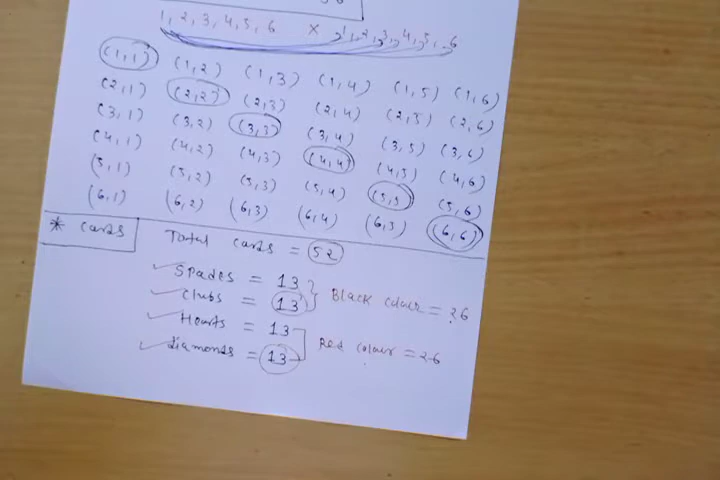 1, 2, 3, 4, 5, 6 × 1, 2, 3, 4, 5, 6
(1,1) (1,2) (1,3) (1,4) (1,5) (1,6)
(2,1) (2,2) (2,3) (2,4) (2,5) (2,6)
(3,1) (3,2) (3,3) (3,4) (3,5) (3,6)
(4,1) (4,2) (4,3) (4,4) (4,5) (4,6)
(5,1) (5,2) (5,3) (5,4) (5,5) (5,6)
(6,1) (6,2) (6,3) (6,4) (6,5) (6,6)
* cards Total cards = 52
Spades = 13
Clubs = 13 Black colour = 26
Hearts = 13
diamonds = 13 Red colour = 26